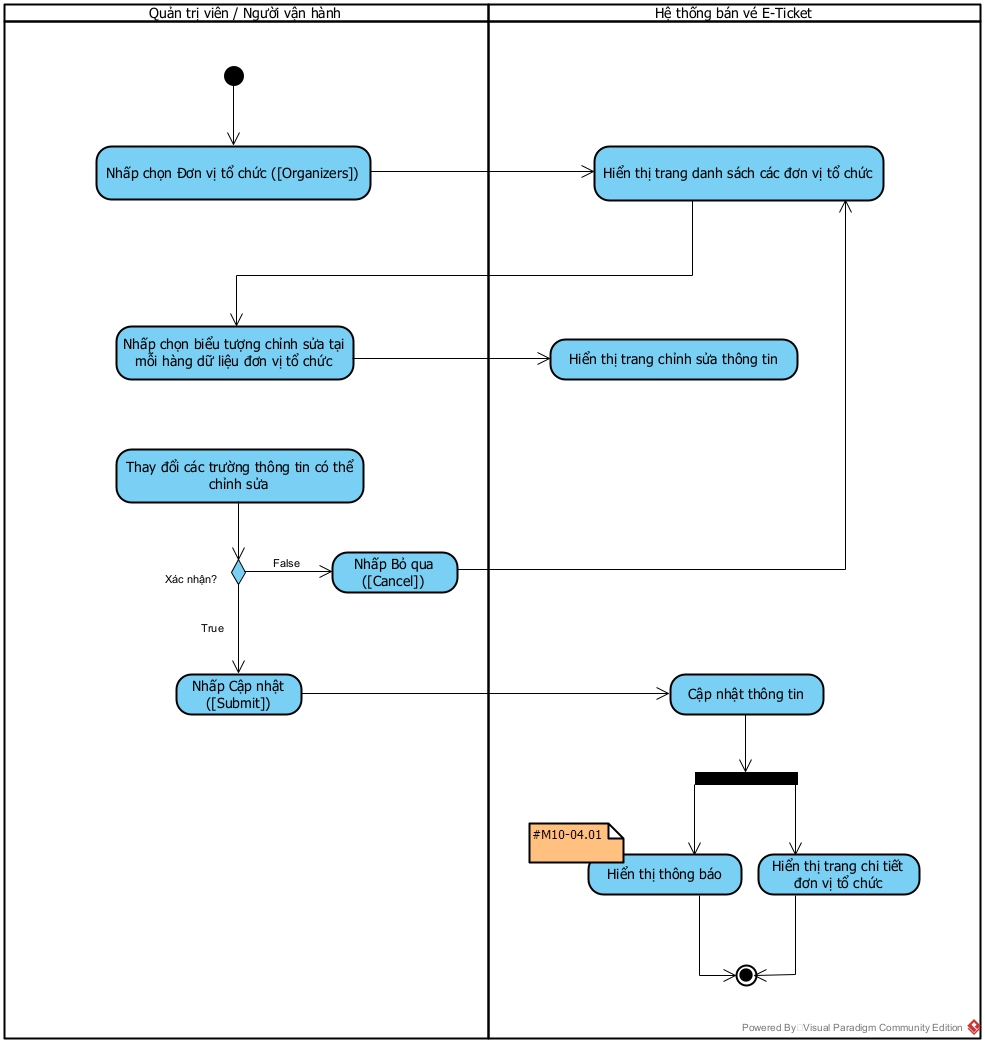 Quản trị viên / Người vận hành
Hệ thống bán vé E-Ticket
Nhấp chọn Đơn vị tổ chức ([Organizers])
Hiển thị trang danh sách các đơn vị tổ chức
Nhấp chọn biểu tượng chỉnh sửa tại
mỗi hàng dữ liệu đơn vị tổ chức
Hiển thị trang chỉnh sửa thông tin
Thay đổi các trường thông tin có thể
chỉnh sửa
Xác nhận?
False
Nhấp Bỏ qua
([Cancel])
True
Nhấp Cập nhật
([Submit])
Cập nhật thông tin
#M10-04.01
Hiển thị thông báo
Hiển thị trang chi tiết
đơn vị tổ chức
Powered By Visual Paradigm Community Edition